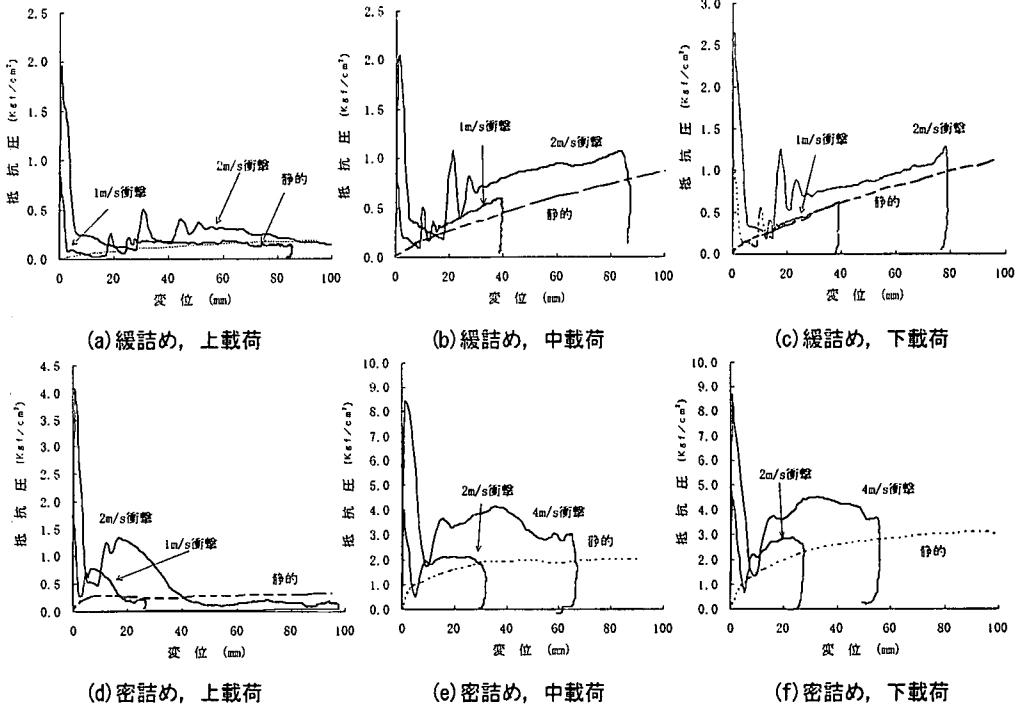 抵抗圧 (Kgf/cm²)
2.5
2.0
1.5
1.0
0.5
0.0
1m/s衝撃
2m/s衝撃
静的
0 20 40 60 80 100
変位 (mm)
(a)緩詰め，上載荷
抵抗圧 (Kgf/cm²)
2.5
2.0
1.5
1.0
0.5
0.0
1m/s衝撃
2m/s衝撃
静的
0 20 40 60 80 100
変位 (mm)
(b)緩詰め，中載荷
抵抗圧 (Kgf/cm²)
3.0
2.5
2.0
1.5
1.0
0.5
0.0
1m/s衝撃
2m/s衝撃
静的
0 20 40 60 80 100
変位 (mm)
(c)緩詰め，下載荷
抵抗圧 (Kgf/cm²)
4.5
4.0
3.5
3.0
2.5
2.0
1.5
1.0
0.5
0.0
2m/s衝撃
1m/s衝撃
静的
0 20 40 60 80 100
変位 (mm)
(d)密詰め，上載荷
抵抗圧 (Kgf/cm²)
10.0
9.0
8.0
7.0
6.0
5.0
4.0
3.0
2.0
1.0
0.0
2m/s衝撃
4m/s衝撃
静的
0 20 40 60 80 100
変位 (mm)
(e)密詰め，中載荷
抵抗圧 (Kgf/cm²)
10.0
9.0
8.0
7.0
6.0
5.0
4.0
3.0
2.0
1.0
0.0
2m/s衝撃
4m/s衝撃
静的
0 20 40 60 80 100
変位 (mm)
(f)密詰め，下載荷